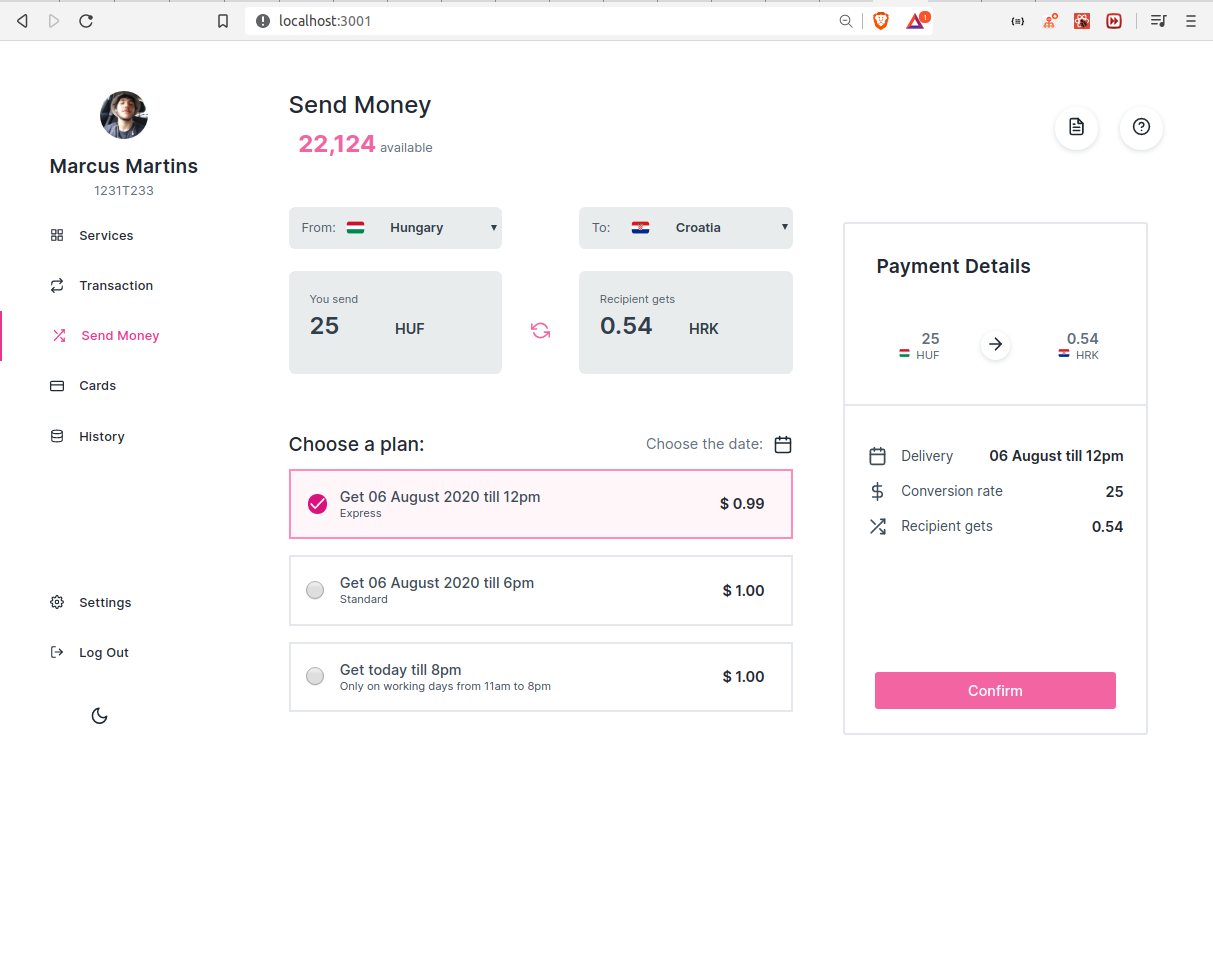 localhost:3001
1
Marcus Martins
1231T233
Services
Transaction
Send Money
Cards
History
Settings
Log Out
Send Money
22,124 available
From: Hungary
To: Croatia
You send
25 HUF
Recipient gets
0.54 HRK
Choose a plan:
Choose the date:
Get 06 August 2020 till 12pm
Express
$ 0.99
Get 06 August 2020 till 6pm
Standard
$ 1.00
Get today till 8pm
Only on working days from 11am to 8pm
$ 1.00
Payment Details
25
HUF
0.54
HRK
Delivery 06 August till 12pm
Conversion rate 25
Recipient gets 0.54
Confirm